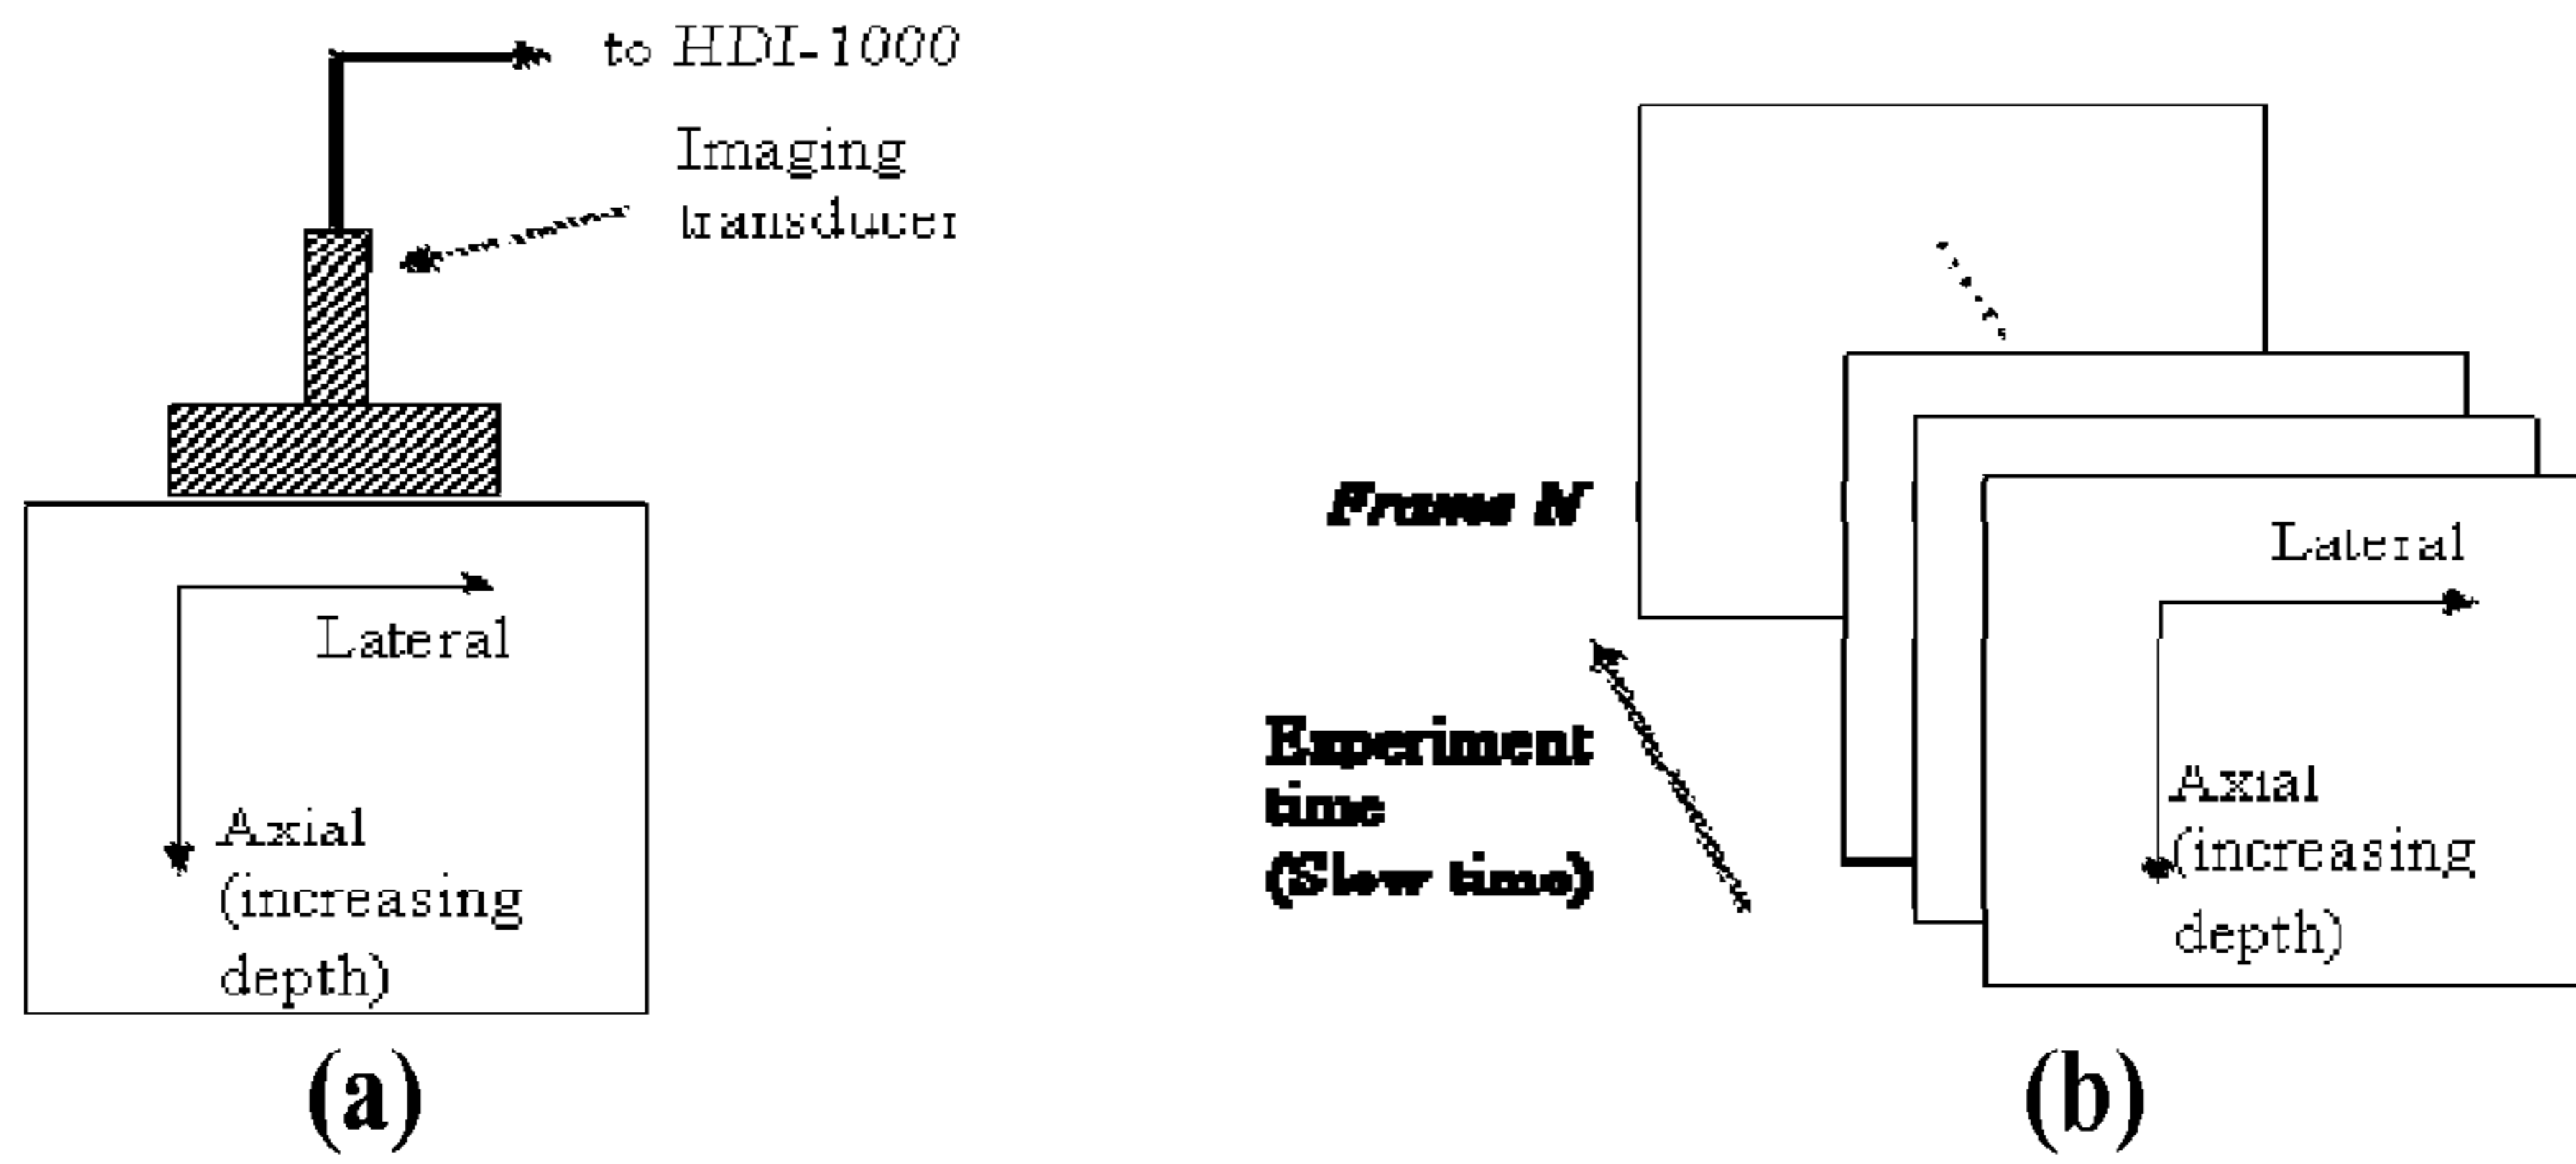 to HDI-1000
Imaging
transducer
Lateral
Axial
(increasing
depth)
(a)
Frame N
Experiment
time
(Slow time)
Lateral
Axial
(increasing
depth)
(b)